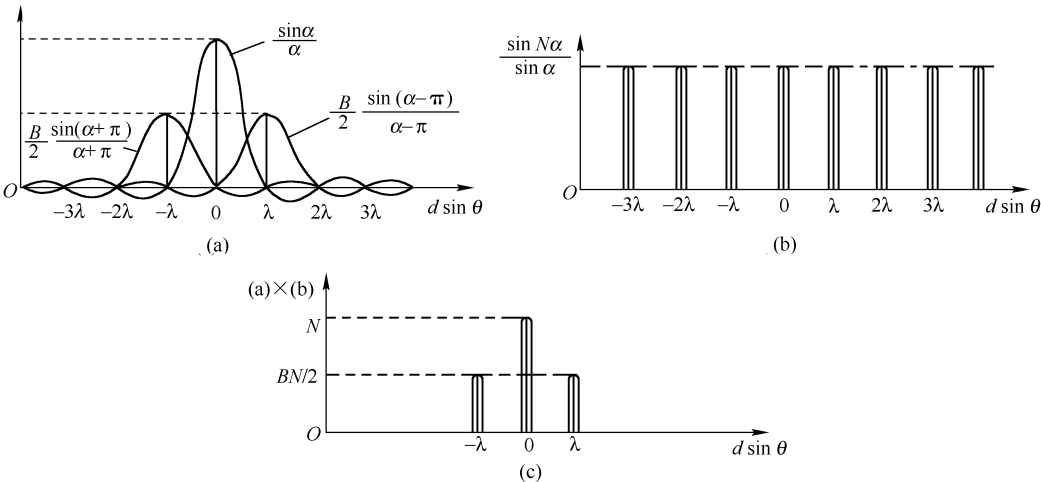 sinα
α
B/2 sin(α+π)/(α+π)
B/2 sin(α−π)/(α−π)
O
−3λ −2λ −λ 0 λ 2λ 3λ d sin θ
(a)
sin Nα
sin α
O
−3λ −2λ −λ 0 λ 2λ 3λ d sin θ
(b)
(a)×(b)
N
BN/2
O
−λ 0 λ d sin θ
(c)